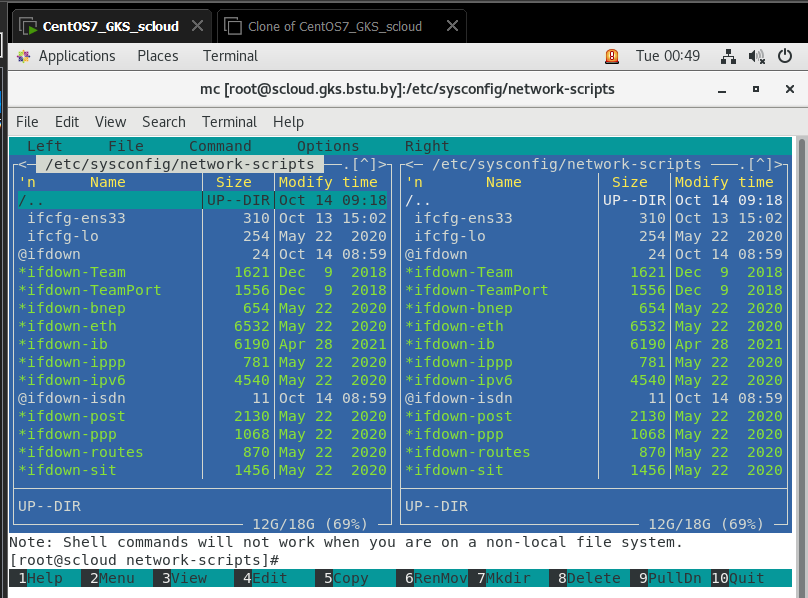 CentOS7_GKS_scloud Clone of CentOS7_GKS_scloud
Applications Places Terminal Tue 00:49
mc [root@scloud.gks.bstu.by]:/etc/sysconfig/network-scripts
File Edit View Search Terminal Help
Left File Command Options Right
<─ /etc/sysconfig/network-scripts ──.[^]> <─ /etc/sysconfig/network-scripts ──.[^]>
'n Name Size Modify time 'n Name Size Modify time
/.. UP--DIR Oct 14 09:18 /.. UP--DIR Oct 14 09:18
ifcfg-ens33 310 Oct 13 15:02 ifcfg-ens33 310 Oct 13 15:02
ifcfg-lo 254 May 22 2020 ifcfg-lo 254 May 22 2020
@ifdown 24 Oct 14 08:59 @ifdown 24 Oct 14 08:59
*ifdown-Team 1621 Dec 9 2018 *ifdown-Team 1621 Dec 9 2018
*ifdown-TeamPort 1556 Dec 9 2018 *ifdown-TeamPort 1556 Dec 9 2018
*ifdown-bnep 654 May 22 2020 *ifdown-bnep 654 May 22 2020
*ifdown-eth 6532 May 22 2020 *ifdown-eth 6532 May 22 2020
*ifdown-ib 6190 Apr 28 2021 *ifdown-ib 6190 Apr 28 2021
*ifdown-ippp 781 May 22 2020 *ifdown-ippp 781 May 22 2020
*ifdown-ipv6 4540 May 22 2020 *ifdown-ipv6 4540 May 22 2020
@ifdown-isdn 11 Oct 14 08:59 @ifdown-isdn 11 Oct 14 08:59
*ifdown-post 2130 May 22 2020 *ifdown-post 2130 May 22 2020
*ifdown-ppp 1068 May 22 2020 *ifdown-ppp 1068 May 22 2020
*ifdown-routes 870 May 22 2020 *ifdown-routes 870 May 22 2020
*ifdown-sit 1456 May 22 2020 *ifdown-sit 1456 May 22 2020
UP--DIR UP--DIR
12G/18G (69%) 12G/18G (69%)
Note: Shell commands will not work when you are on a non-local file system.
[root@scloud network-scripts]#
1Help 2Menu 3View 4Edit 5Copy 6RenMov 7Mkdir 8Delete 9PullDn 10Quit